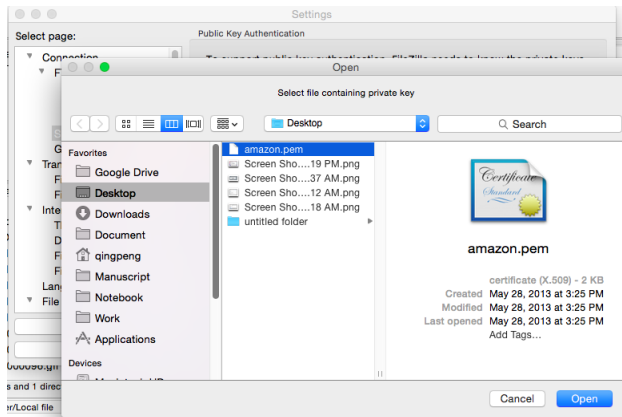 Settings
Select page:
Public Key Authentication
Connection
Open
Select file containing private key
Desktop
Search
Favorites
Google Drive
Desktop
Downloads
Document
qingpeng
Manuscript
Notebook
Work
Applications
Devices
amazon.pem
Screen Sho....19 PM.png
Screen Sho....37 AM.png
Screen Sho....12 AM.png
Screen Sho....18 AM.png
untitled folder
Certificate
Standard
amazon.pem
certificate (X.509) - 2 KB
Created May 28, 2013 at 3:25 PM
Modified May 28, 2013 at 3:25 PM
Last opened May 28, 2013 at 3:25 PM
Add Tags...
File
s and 1 direc
er/Local file
Cancel
Open